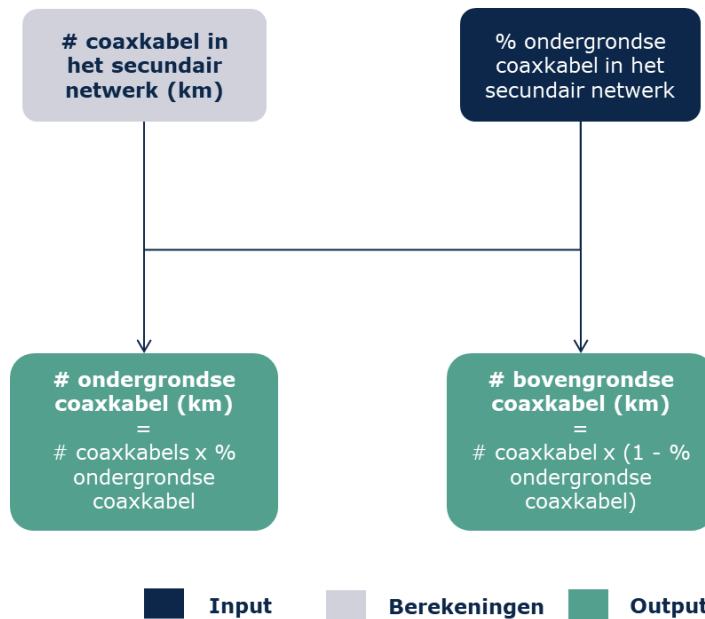 # coaxkabel in
het secundair
netwerk (km)
% ondergrondse
coaxkabel in het
secundair netwerk
# ondergrondse
coaxkabel (km)
=
# coaxkabels x %
ondergrondse
coaxkabel
# bovengrondse
coaxkabel (km)
=
# coaxkabel x (1 - %
ondergrondse
coaxkabel)
Input
Berekeningen
Output